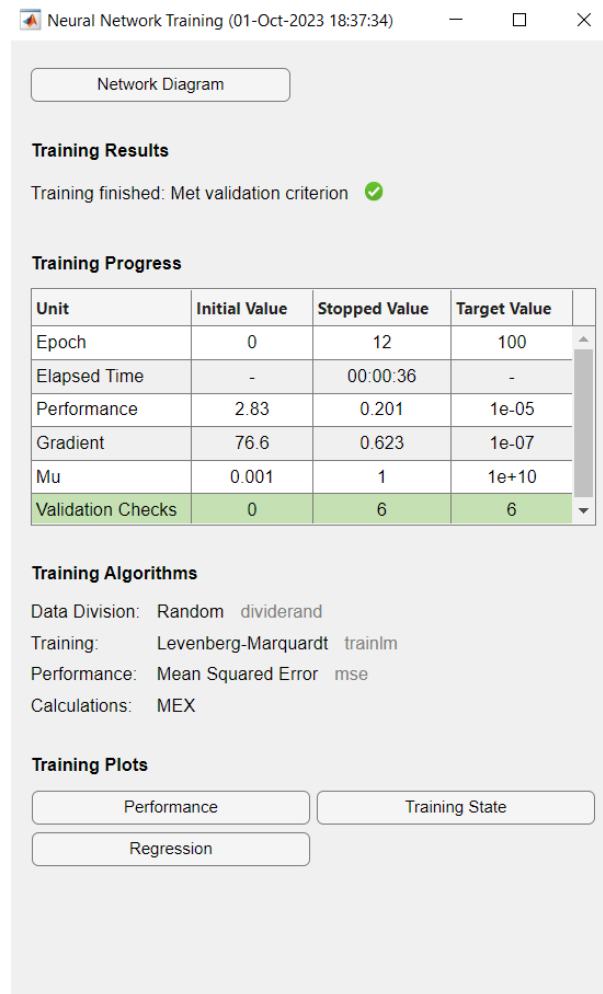 Neural Network Training (01-Oct-2023 18:37:34)
Network Diagram
Training Results
Training finished: Met validation criterion
Training Progress
Unit Initial Value Stopped Value Target Value
Epoch 0 12 100
Elapsed Time - 00:00:36 -
Performance 2.83 0.201 1e-05
Gradient 76.6 0.623 1e-07
Mu 0.001 1 1e+10
Validation Checks 0 6 6
Training Algorithms
Data Division: Random dividerand
Training: Levenberg-Marquardt trainlm
Performance: Mean Squared Error mse
Calculations: MEX
Training Plots
Performance Training State
Regression